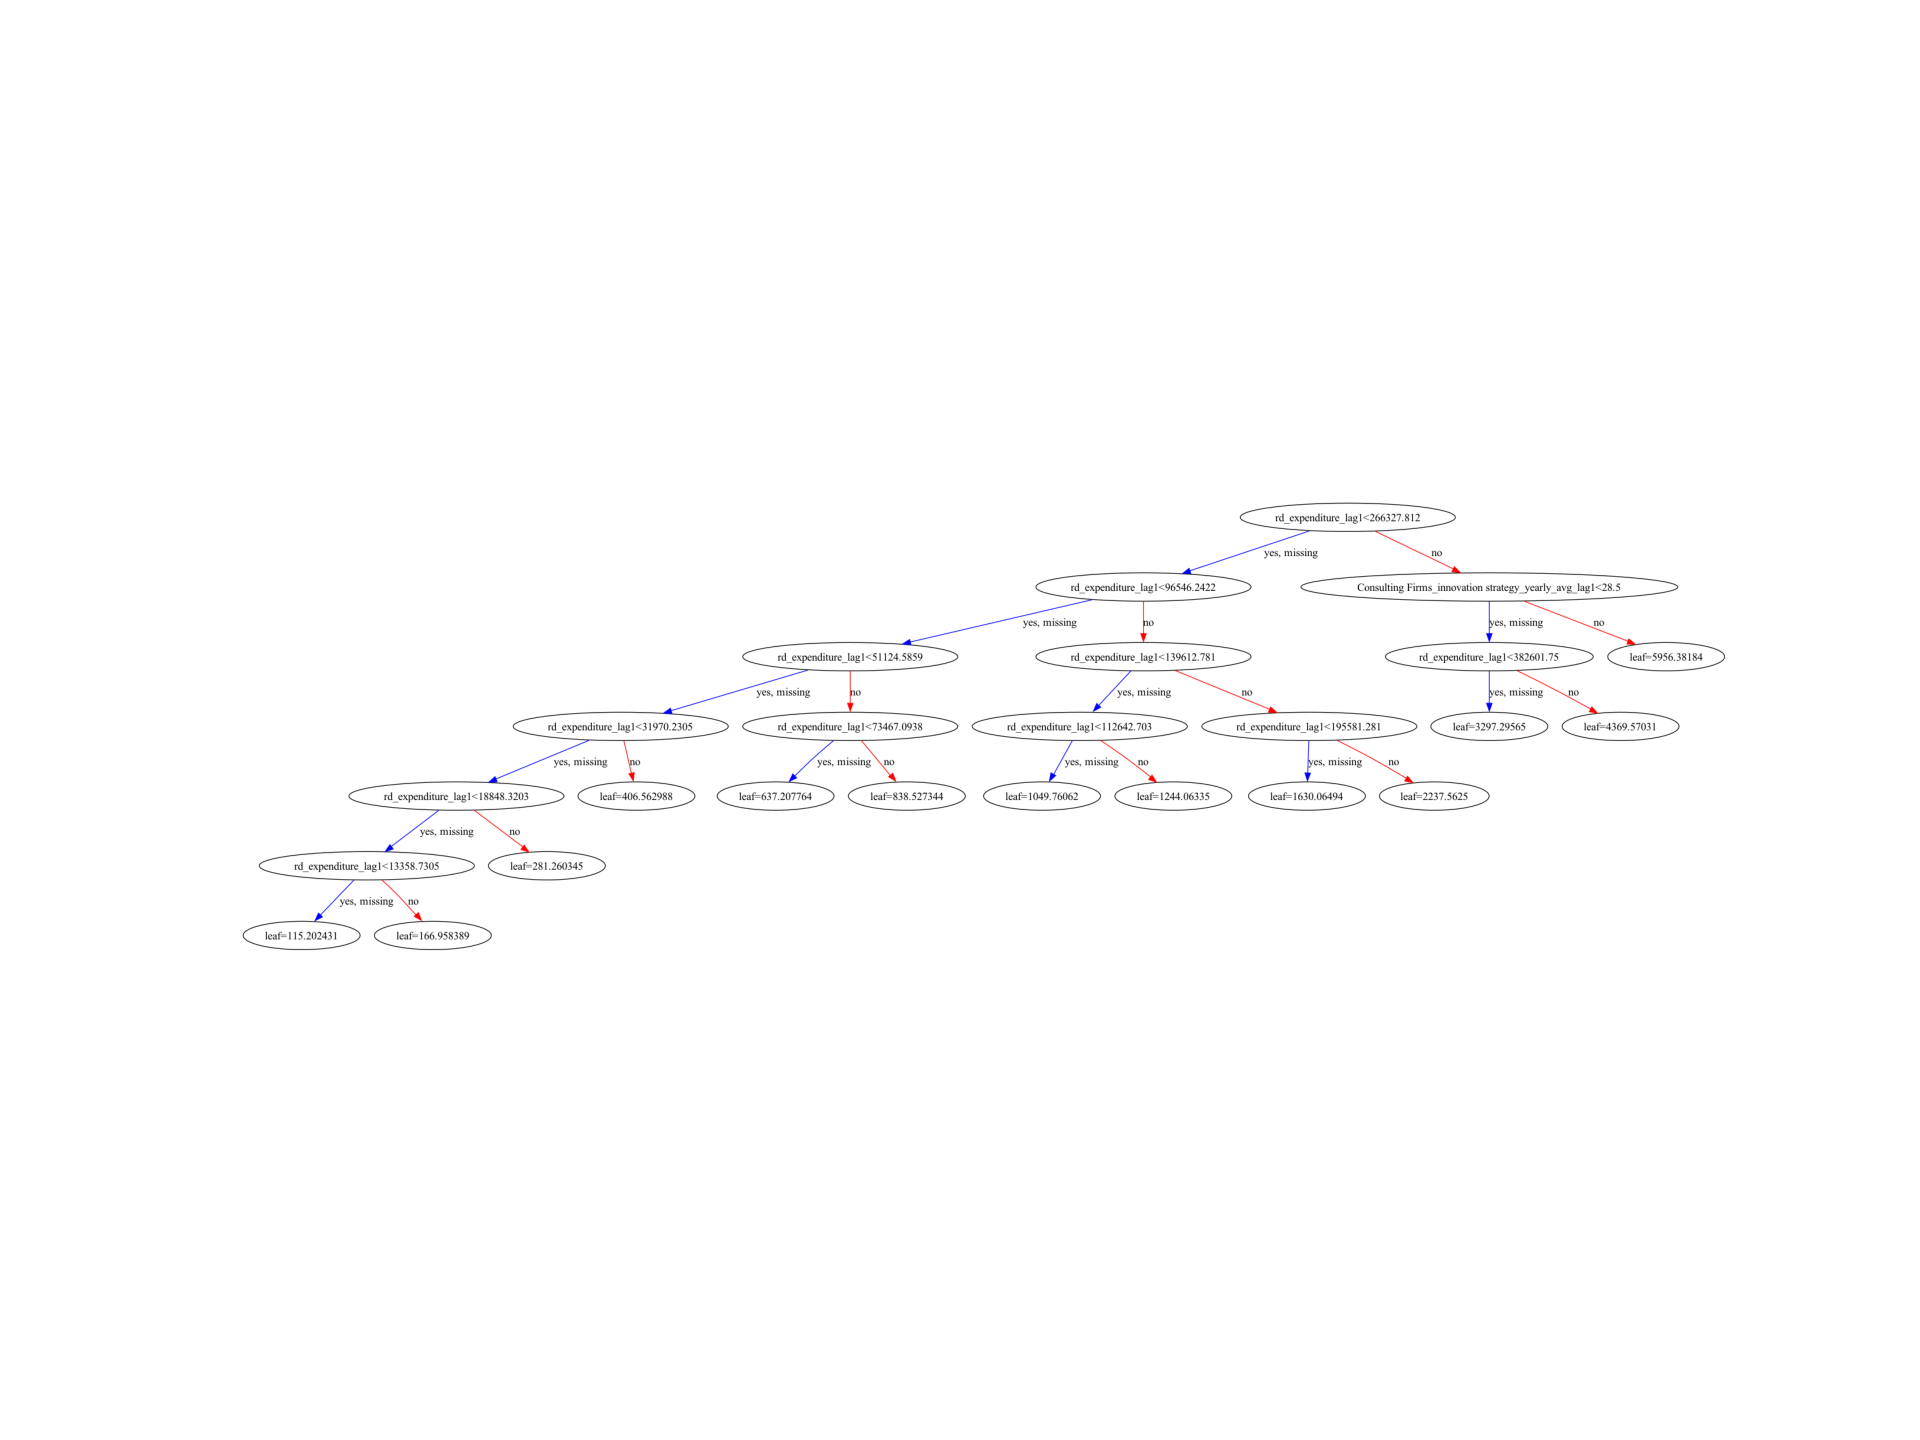 rd_expenditure_lag1<266327.812
yes, missing
no
rd_expenditure_lag1<96546.2422
Consulting Firms_innovation strategy_yearly_avg_lag1<28.5
yes, missing
no
yes, missing
no
rd_expenditure_lag1<51124.5859
rd_expenditure_lag1<139612.781
rd_expenditure_lag1<382601.75
leaf=5956.38184
yes, missing
no
yes, missing
no
yes, missing
no
rd_expenditure_lag1<31970.2305
rd_expenditure_lag1<73467.0938
rd_expenditure_lag1<112642.703
rd_expenditure_lag1<195581.281
leaf=3297.29565
leaf=4369.57031
yes, missing
no
yes, missing
no
yes, missing
no
yes, missing
no
rd_expenditure_lag1<18848.3203
leaf=406.562988
leaf=637.207764
leaf=838.527344
leaf=1049.76062
leaf=1244.06335
leaf=1630.06494
leaf=2237.5625
yes, missing
no
rd_expenditure_lag1<13358.7305
leaf=281.260345
yes, missing
no
leaf=115.202431
leaf=166.958389